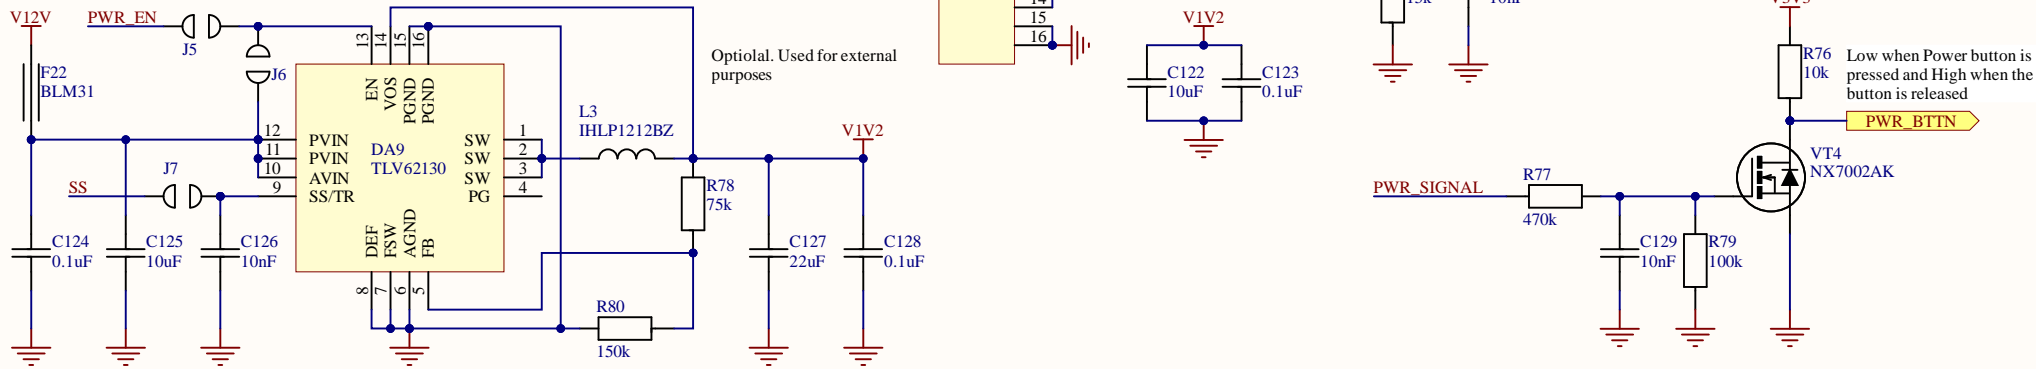 V12V
PWR_EN
J5
J6
F22
BLM31
13
14
15
16
EN
VOS
PGND
PGND
12
11
10
9
PVIN
PVIN
AVIN
SS/TR
DA9
TLV62130
SW
SW
SW
PG
1
2
3
4
DEF
FSW
AGND
FB
8
7
6
5
J7
SS
C124
0.1uF
C125
10uF
C126
10nF
Optiolal. Used for external
purposes
L3
IHLP1212BZ
V1V2
R78
75k
R80
150k
C127
22uF
C128
0.1uF
14
15
16
V1V2
C122
10uF
C123
0.1uF
R76
10k
Low when Power button is
pressed and High when the
button is released
PWR_BTTN
VT4
NX7002AK
PWR_SIGNAL
R77
470k
C129
10nF
R79
100k